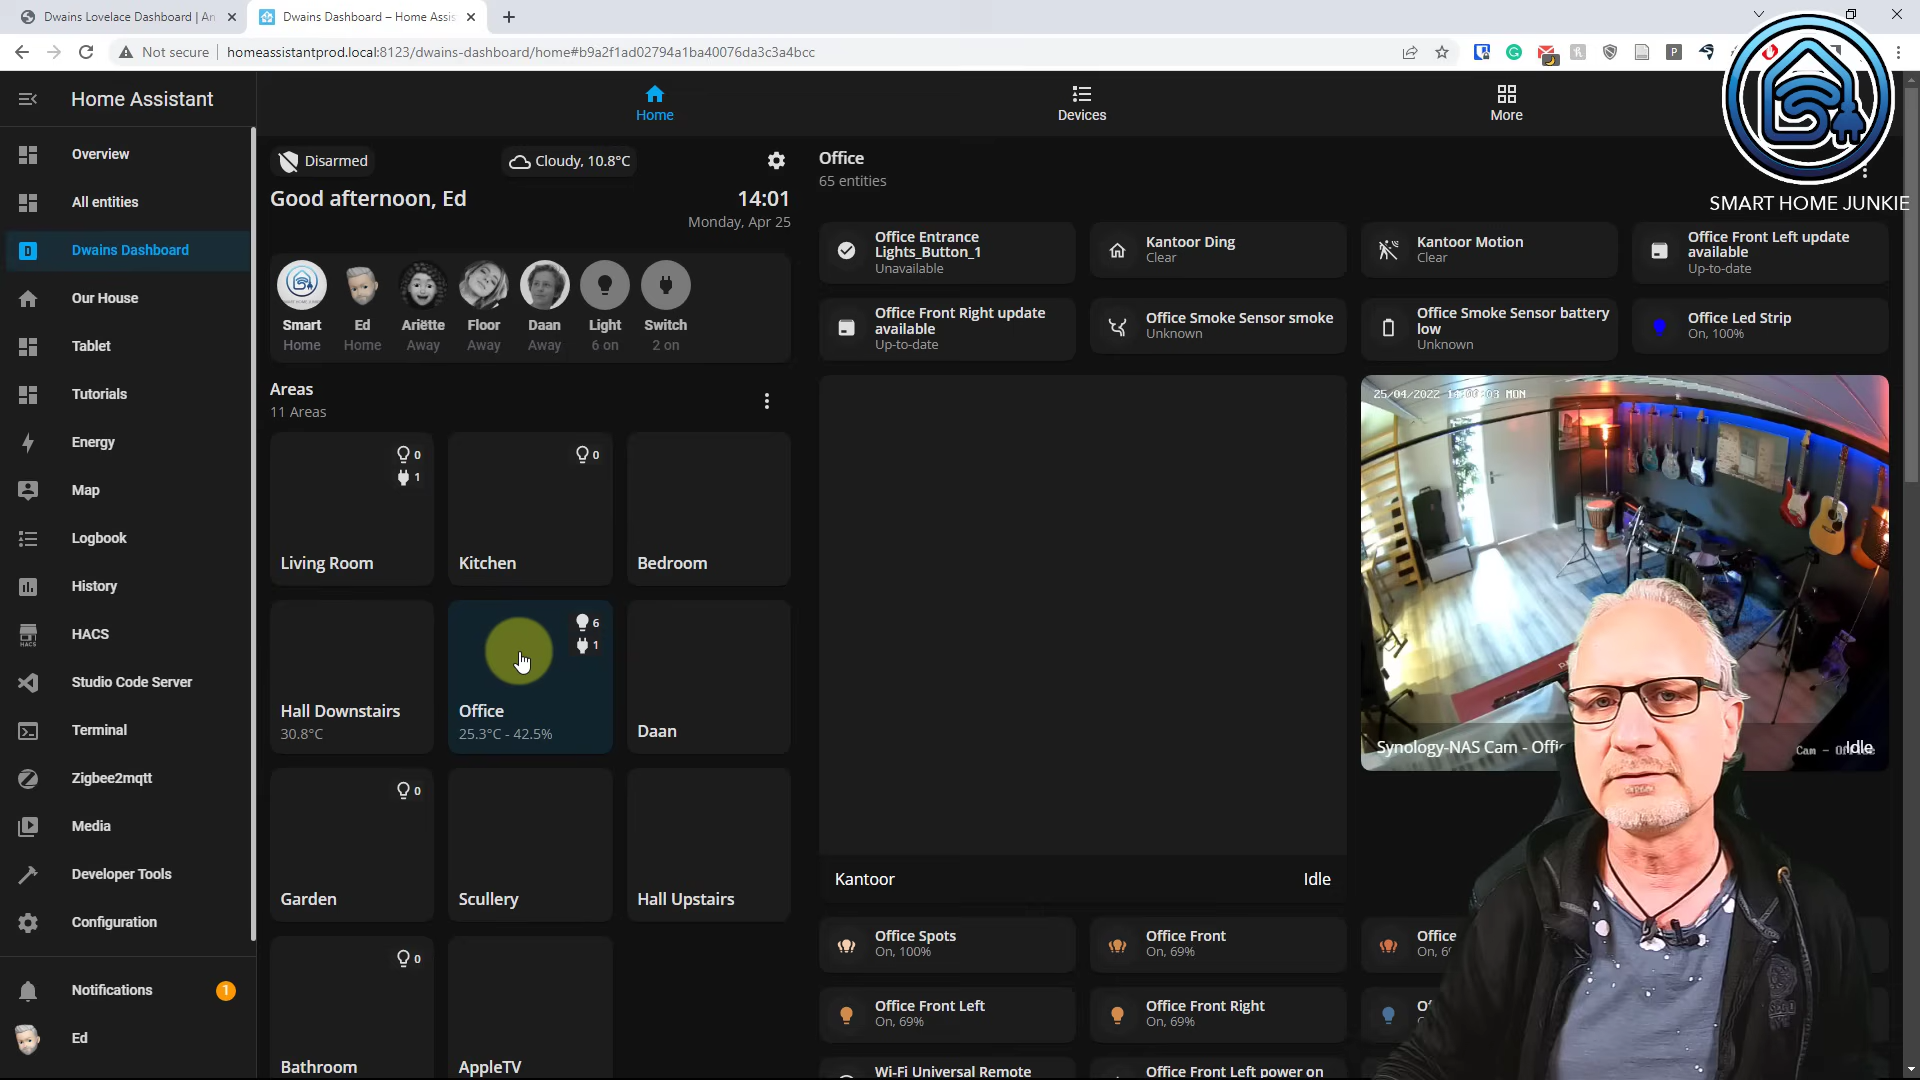 Dwains Lovelace Dashboard | An
Dwains Dashboard – Home Assis
Not secure
homeassistantprod.local:8123/dwains-dashboard/home#b9a2f1ad02794a1ba40076da3c3a4bcc
SMART HOME JUNKIE
Home Assistant
Overview
All entities
Dwains Dashboard
Our House
Tablet
Tutorials
Energy
Map
Logbook
History
HACS
Studio Code Server
Terminal
Zigbee2mqtt
Media
Developer Tools
Configuration
Notifications
1
Ed
Home
Devices
More
Disarmed
Cloudy, 10.8°C
Good afternoon, Ed
14:01
Monday, Apr 25
Smart
Home
Ed
Home
Ariëtte
Away
Floor
Away
Daan
Away
Light
6 on
Switch
2 on
Areas
11 Areas
0
1
Living Room
0
Kitchen
Bedroom
Hall Downstairs
30.8°C
6
1
Office
25.3°C - 42.5%
Daan
0
Garden
Scullery
Hall Upstairs
0
Bathroom
AppleTV
Office
65 entities
Office Entrance
Lights_Button_1
Unavailable
Kantoor Ding
Clear
Kantoor Motion
Clear
Office Front Left update
available
Up-to-date
Office Front Right update
available
Up-to-date
Office Smoke Sensor smoke
Unknown
Office Smoke Sensor battery
low
Unknown
Office Led Strip
On, 100%
25/04/2022
MON
Synology-NAS Cam - Offi
Idle
Cam -
Kantoor
Idle
Office Spots
On, 100%
Office Front
On, 69%
Office
On, 6
Office Front Left
On, 69%
Office Front Right
On, 69%
Wi-Fi Universal Remote
Office Front Left power on